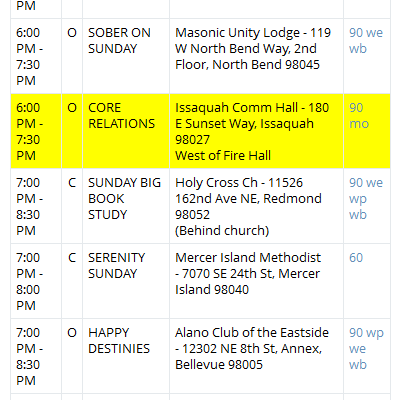 PM
6:00 PM - 7:30 PM O SOBER ON SUNDAY Masonic Unity Lodge - 119 W North Bend Way, 2nd Floor, North Bend 98045 90 we wb
6:00 PM - 7:30 PM O CORE RELATIONS Issaquah Comm Hall - 180 E Sunset Way, Issaquah 98027 West of Fire Hall 90 mo
7:00 PM - 8:30 PM C SUNDAY BIG BOOK STUDY Holy Cross Ch - 11526 162nd Ave NE, Redmond 98052 (Behind church) 90 we wp wb
7:00 PM - 8:00 PM C SERENITY SUNDAY Mercer Island Methodist - 7070 SE 24th St, Mercer Island 98040 60
7:00 PM - 8:30 PM O HAPPY DESTINIES Alano Club of the Eastside - 12302 NE 8th St, Annex, Bellevue 98005 90 wp we wb